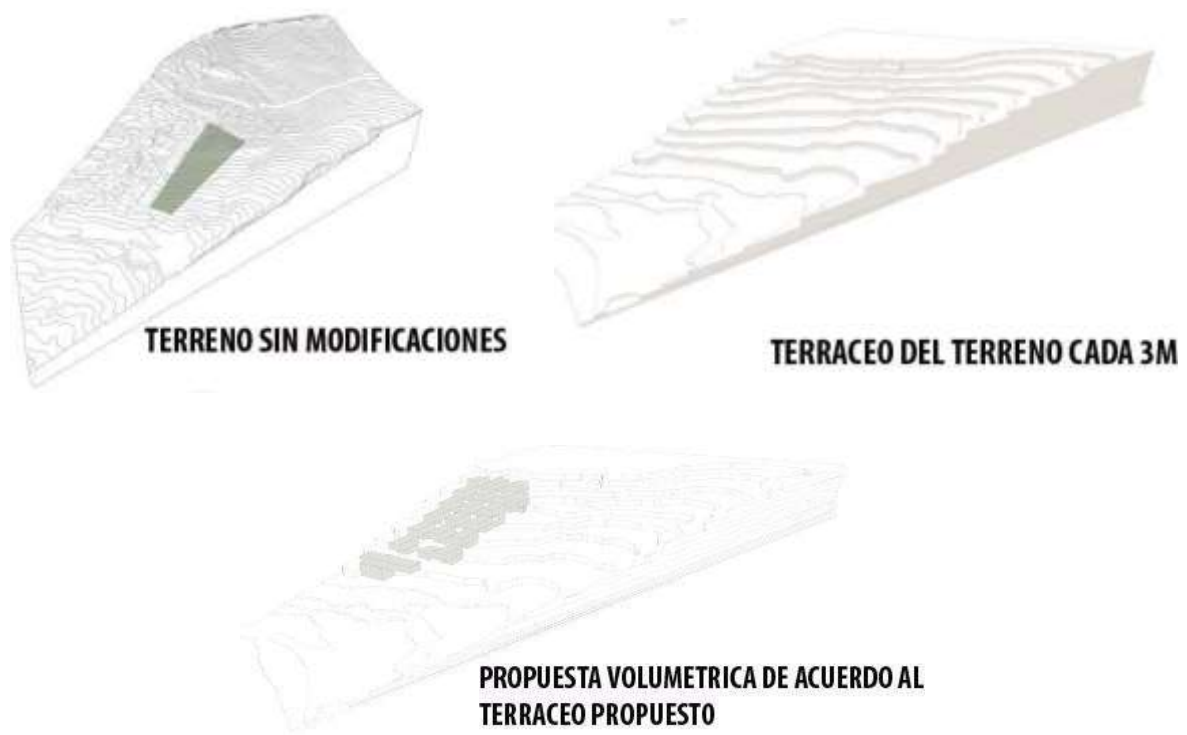 TERRENO SIN MODIFICACIONES
TERRACEO DEL TERRENO CADA 3M
PROPUESTA VOLUMETRICA DE ACUERDO AL
TERRACEO PROPUESTO